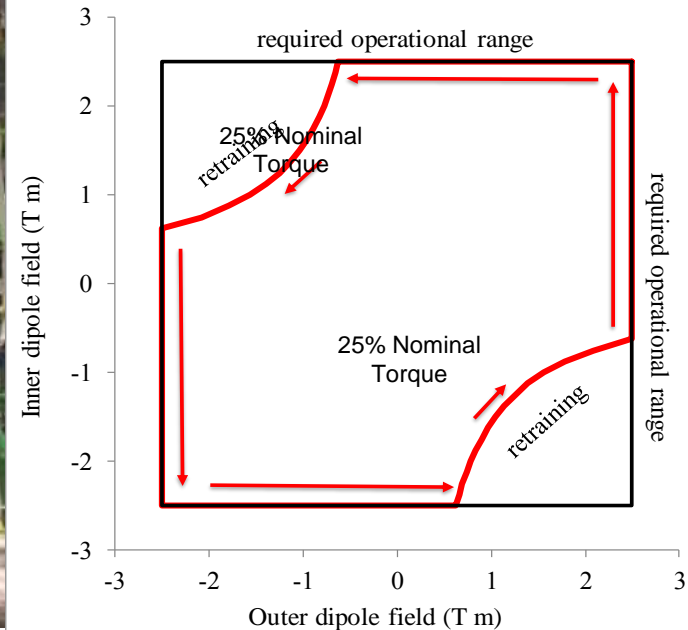 3
required operational range
2
25% Nominal
Torque
retraining
1
0
-1
-2
-3
25% Nominal
Torque
retraining
required operational range
Inner dipole field (T m)
-3
-2
-1
0
1
2
3
Outer dipole field (T m)